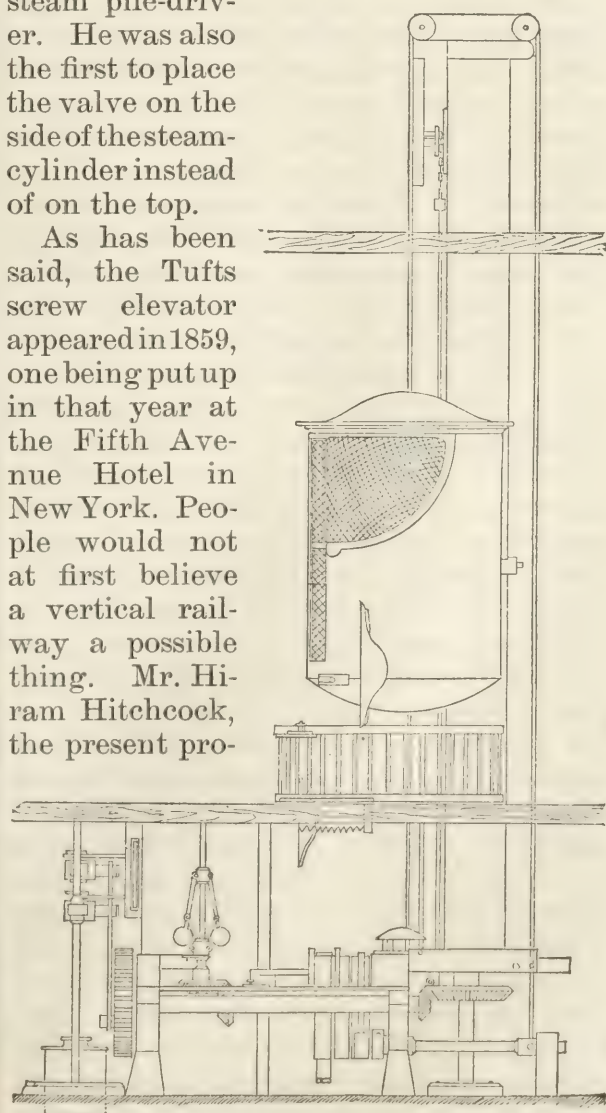 steam pile-driv-
er. He was also
the first to place
the valve on the
side of the steam-
cylinder instead
of on the top.
As has been
said, the Tufts
screw elevator
appeared in 1859,
one being put up
in that year at
the Fifth Ave-
nue Hotel in
New York. Peo-
ple would not
at first believe
a vertical rail-
way a possible
thing. Mr. Hi-
ram Hitchcock,
the present pro-